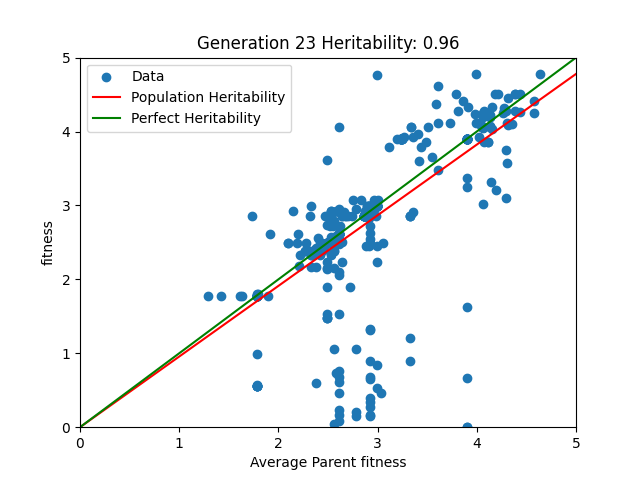 Generation 23 Heritability: 0.96
Data
Population Heritability
Perfect Heritability
fitness
5
4
3
2
1
0
0 1 2 3 4 5
Average Parent fitness